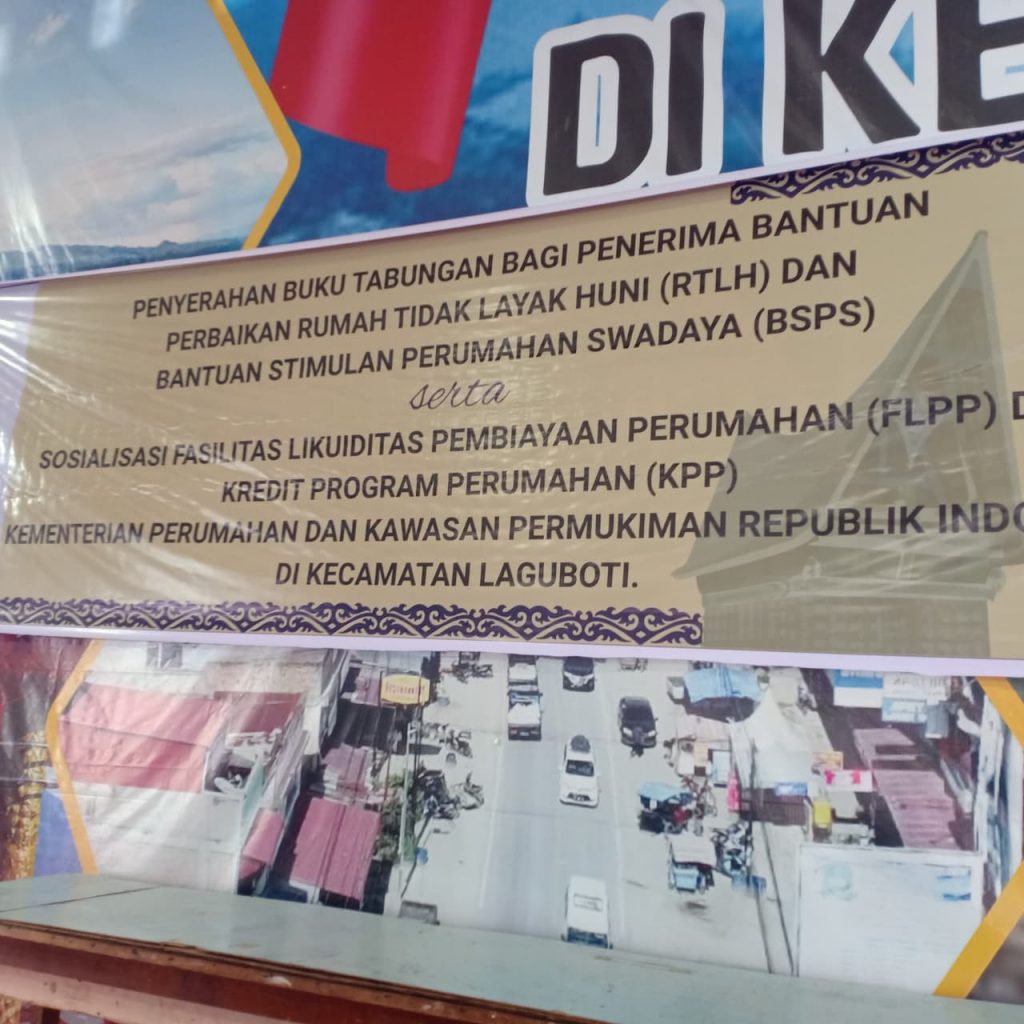 DI KE
PENYERAHAN BUKU TABUNGAN BAGI PENERIMA BANTUAN
PERBAIKAN RUMAH TIDAK LAYAK HUNI (RTLH) DAN
BANTUAN STIMULAN PERUMAHAN SWADAYA (BSPS)
serta
SOSIALISASI FASILITAS LIKUIDITAS PEMBIAYAAN PERUMAHAN (FLPP) D
KREDIT PROGRAM PERUMAHAN (KPP)
KEMENTERIAN PERUMAHAN DAN KAWASAN PERMUKIMAN REPUBLIK INDO
DI KECAMATAN LAGUBOTI.